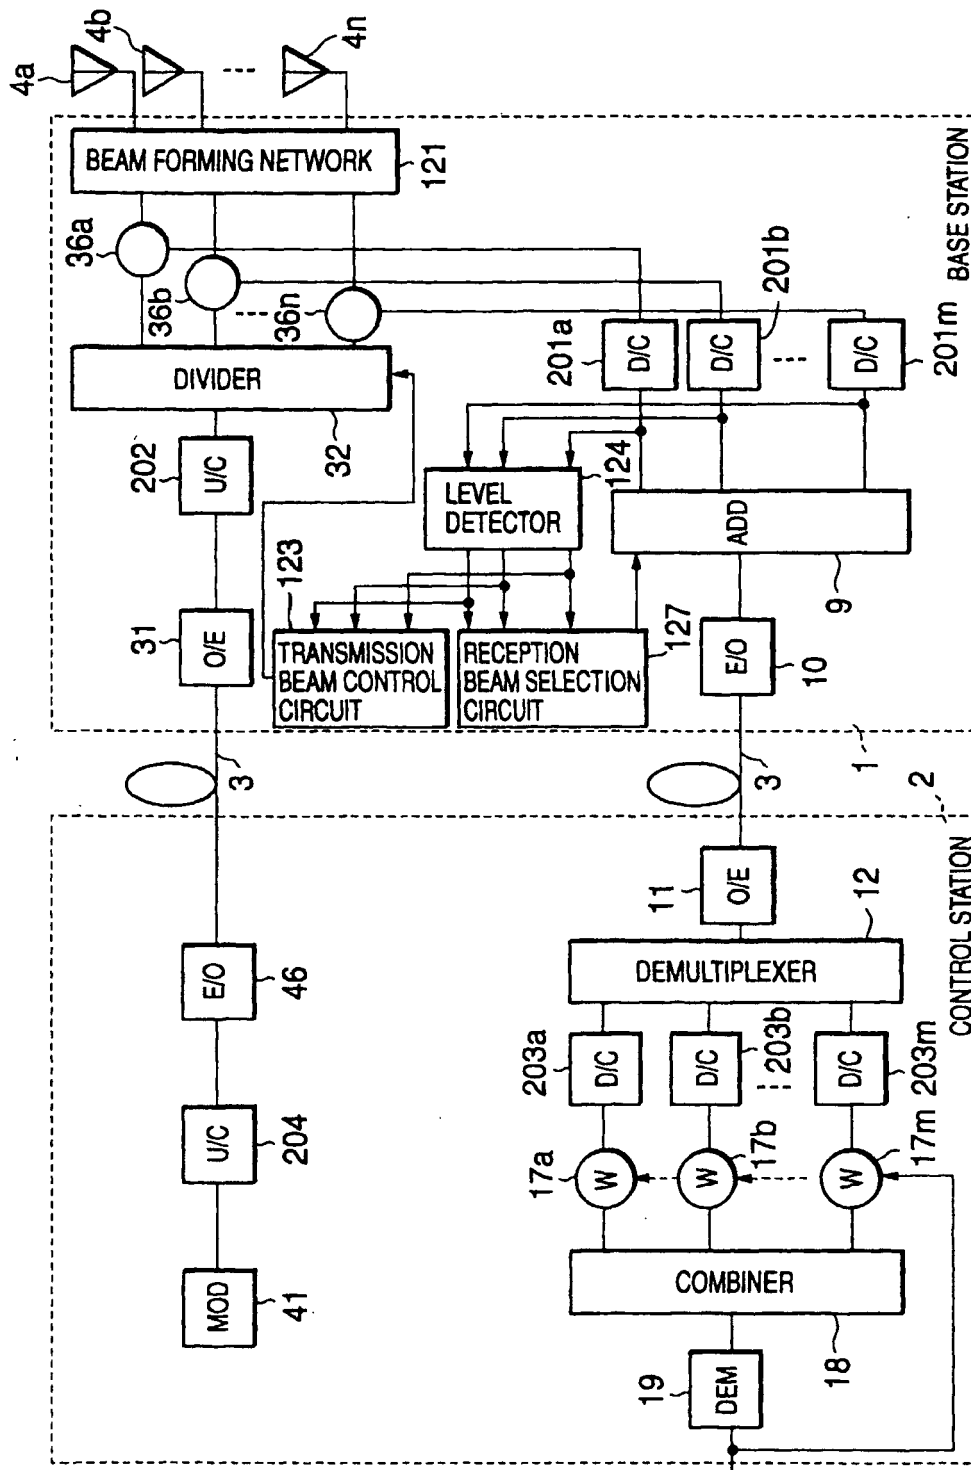 4a
4b
4n
BEAM FORMING NETWORK
121
36a
36b
36n
DIVIDER
32
U/C
202
O/E
31
3
E/O
46
U/C
204
MOD
41
201a
D/C
201b
D/C
201m
D/C
LEVEL
DETECTOR
124
123
TRANSMISSION
BEAM CONTROL
CIRCUIT
RECEPTION
BEAM SELECTION
CIRCUIT
127
ADD
9
E/O
10
BASE STATION
1
3
2
CONTROL STATION
11
O/E
12
DEMULTIPLEXER
203a
D/C
203b
D/C
203m
D/C
17a
W
17b
W
17m
W
COMBINER
18
19
DEM